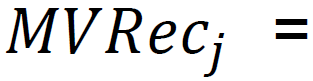 MVRec_j =